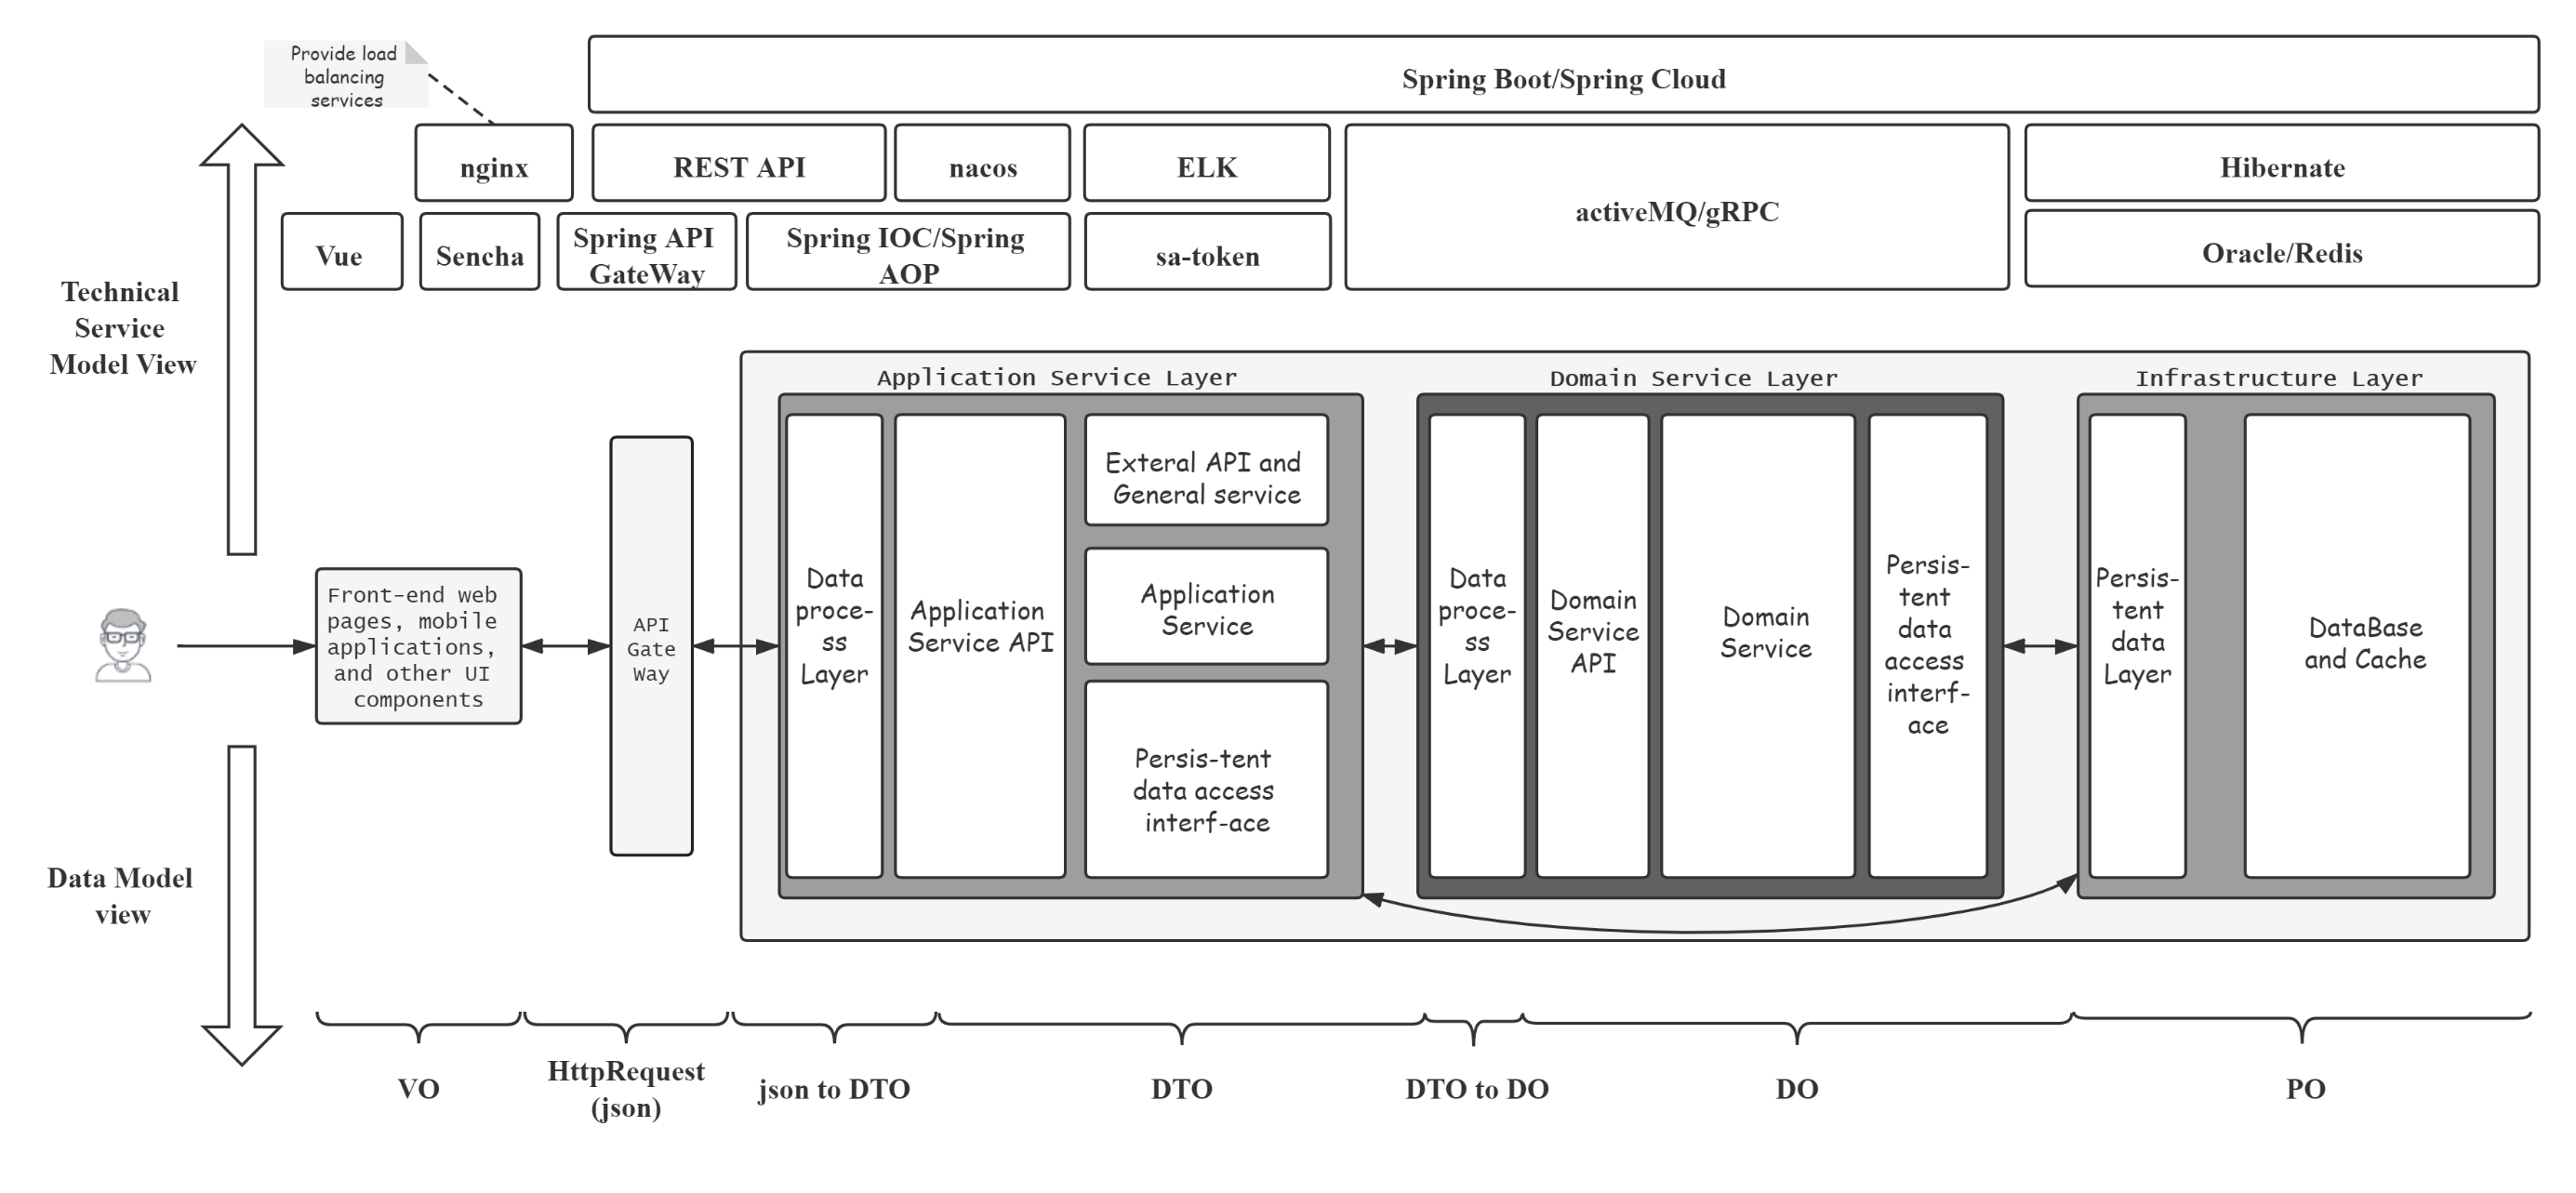 Provide load
balancing
services
Spring Boot/Spring Cloud
nginx
REST API
nacos
ELK
activeMQ/gRPC
Hibernate
Vue
Sencha
Spring API
GateWay
Spring IOC/Spring
AOP
sa-token
Oracle/Redis
Technical
Service
Model View
Application Service Layer
Domain Service Layer
Infrastructure Layer
Front-end web
pages, mobile
applications,
and other UI
components
API
Gate
Way
Data
proce-
ss
Layer
Application
Service API
Exteral API and
General service
Application
Service
Persis-tent
data access
interf-ace
Data
proce-
ss
Layer
Domain
Service
API
Domain
Service
Persis-
tent
data
access
interf-
ace
Persis-
tent
data
Layer
DataBase
and Cache
Data Model
view
VO
HttpRequest
(json)
json to DTO
DTO
DTO to DO
DO
PO